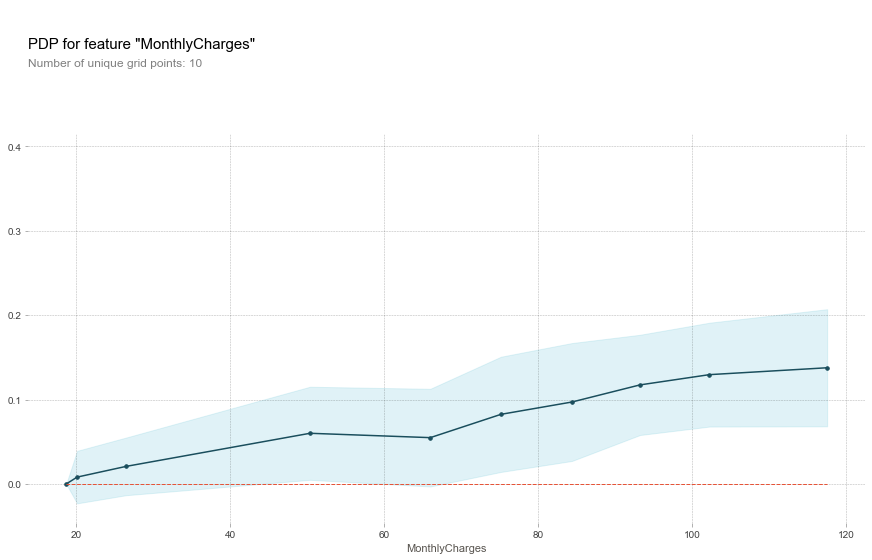 PDP for feature "MonthlyCharges"
Number of unique grid points: 10
0.4
0.3
0.2
0.1
0.0
20 40 60 80 100 120
MonthlyCharges